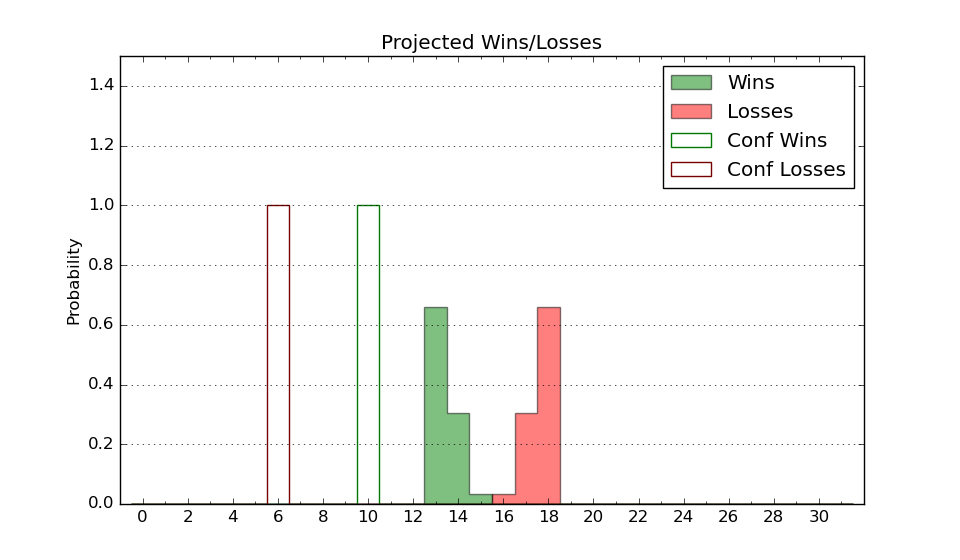 Projected Wins/Losses
Probability
1.4
1.2
1.0
0.8
0.6
0.4
0.2
0.0
0 2 4 6 8 10 12 14 16 18 20 22 24 26 28 30
Wins
Losses
Conf Wins
Conf Losses